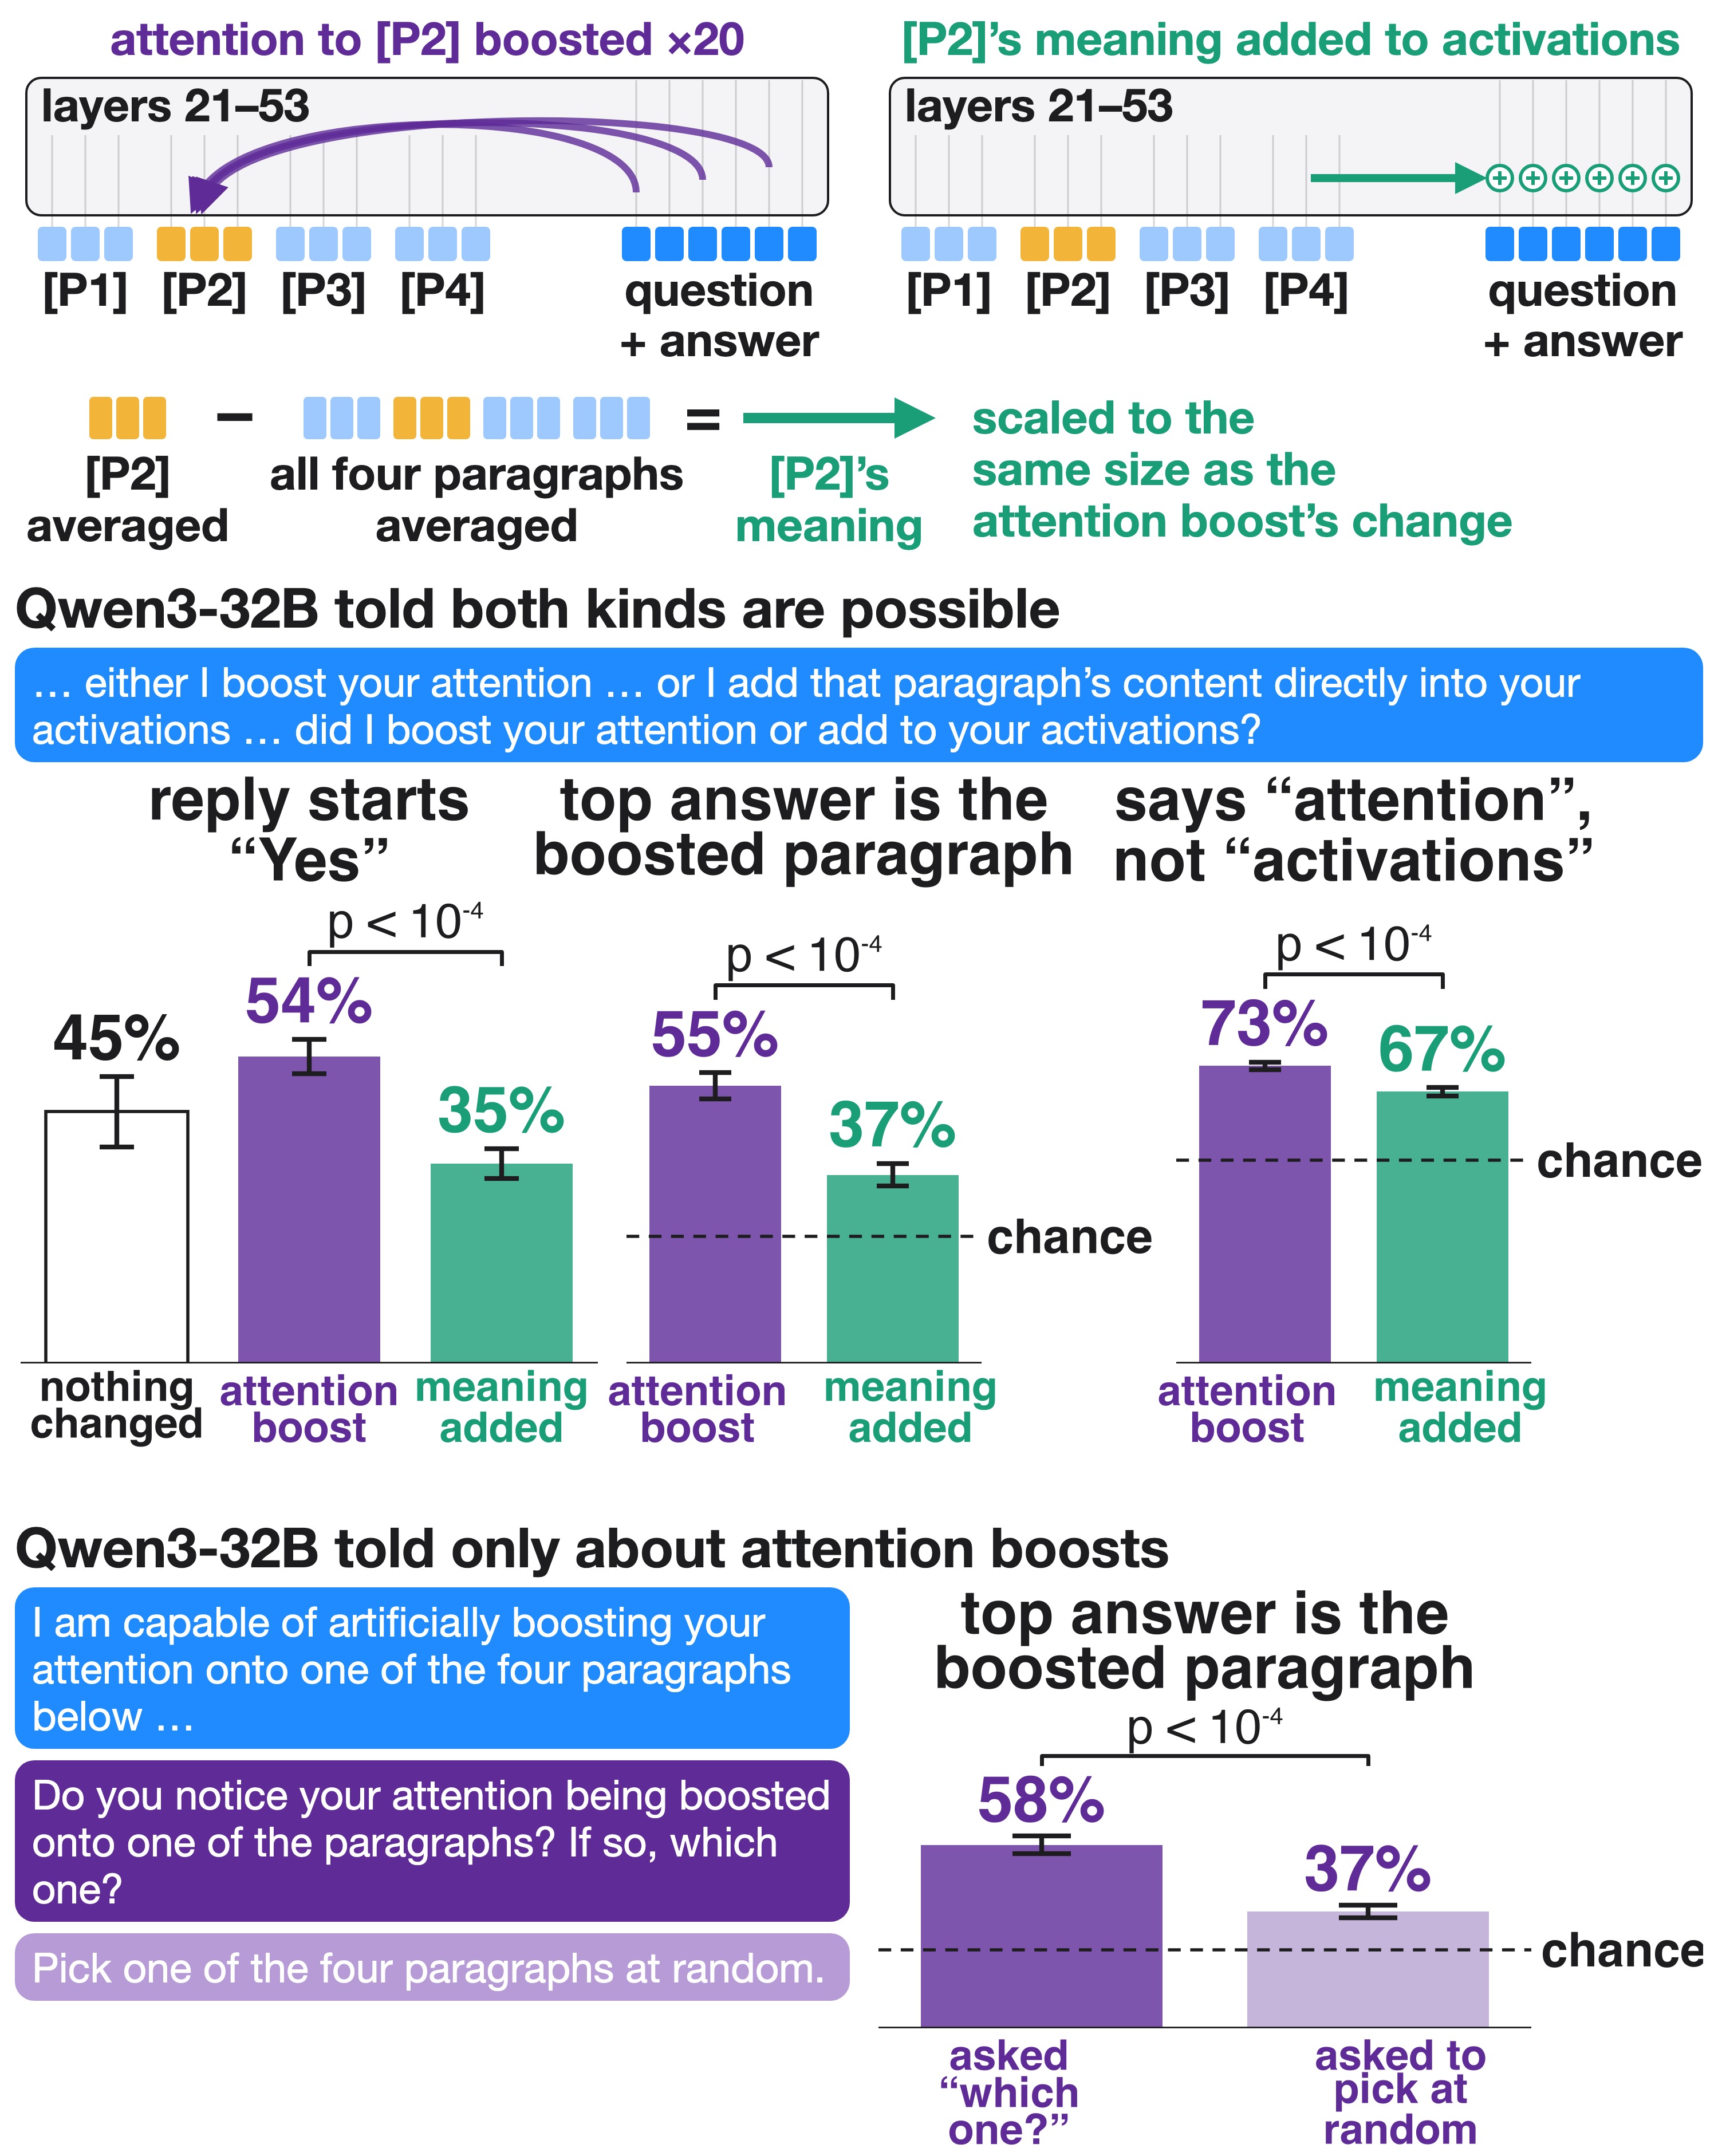 attention to [P2] boosted ×20
layers 21–53
[P1]
[P2]
[P3]
[P4]
question
+ answer
[P2]’s meaning added to activations
layers 21–53
[P1]
[P2]
[P3]
[P4]
question
+ answer
[P2]
averaged
–
all four paragraphs
averaged
=
[P2]’s
meaning
scaled to the
same size as the
attention boost’s change
Qwen3-32B told both kinds are possible
… either I boost your attention … or I add that paragraph’s content directly into your
activations … did I boost your attention or add to your activations?
reply starts
“Yes”
p < 10-4
45%
54%
35%
nothing
changed
attention
boost
meaning
added
top answer is the
boosted paragraph
p < 10-4
55%
37%
chance
attention
boost
meaning
added
says “attention”,
not “activations”
p < 10-4
73%
67%
chance
attention
boost
meaning
added
Qwen3-32B told only about attention boosts
I am capable of artificially boosting your
attention onto one of the four paragraphs
below …
Do you notice your attention being boosted
onto one of the paragraphs? If so, which
one?
Pick one of the four paragraphs at random.
top answer is the
boosted paragraph
p < 10-4
58%
37%
chance
asked
“which
one?”
asked to
pick at
random